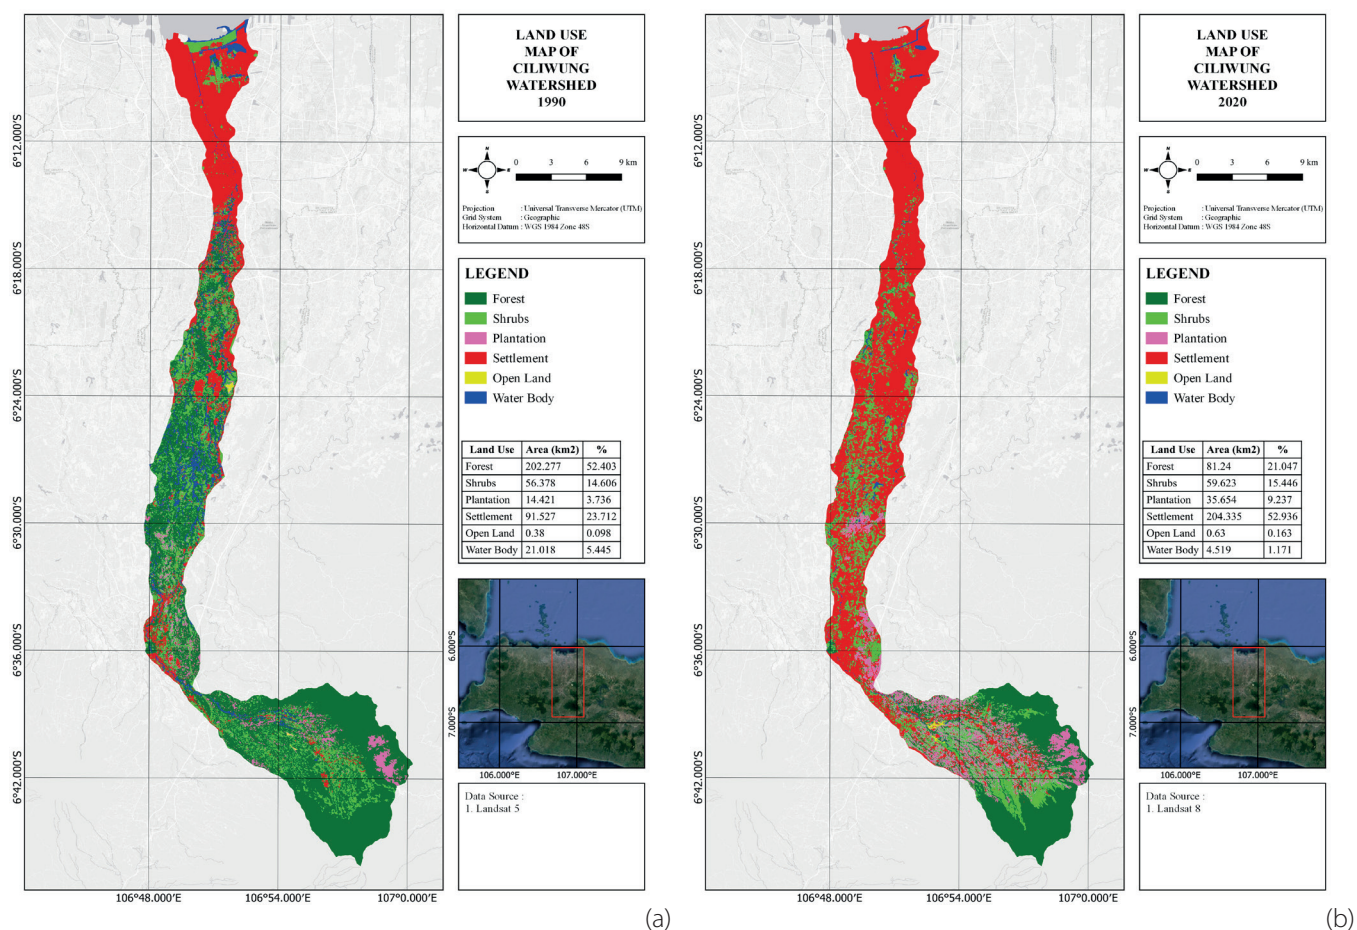 LAND USE
MAP OF
CILIWUNG
WATERSHED
1990
N
W E
S
0 3 6 9 km
Projection : Universal Transverse Mercator (UTM)
Grid System : Geographic
Horizontal Datum : WGS 1984 Zone 48S
LEGEND
Forest
Shrubs
Plantation
Settlement
Open Land
Water Body
Land Use Area (km2) %
Forest 202.277 52.403
Shrubs 56.378 14.606
Plantation 14.421 3.736
Settlement 91.527 23.712
Open Land 0.38 0.098
Water Body 21.018 5.445
6.000°S
7.000°S
106.000°E 107.000°E
Data Source :
1. Landsat 5
6°12.000'S
6°18.000'S
6°24.000'S
6°30.000'S
6°36.000'S
6°42.000'S
106°48.000'E 106°54.000'E 107°0.000'E
(a)
LAND USE
MAP OF
CILIWUNG
WATERSHED
2020
N
W E
S
0 3 6 9 km
Projection : Universal Transverse Mercator (UTM)
Grid System : Geographic
Horizontal Datum : WGS 1984 Zone 48S
LEGEND
Forest
Shrubs
Plantation
Settlement
Open Land
Water Body
Land Use Area (km2) %
Forest 81.24 21.047
Shrubs 59.623 15.446
Plantation 35.654 9.237
Settlement 204.335 52.936
Open Land 0.63 0.163
Water Body 4.519 1.171
6.000°S
7.000°S
106.000°E 107.000°E
Data Source :
1. Landsat 8
6°12.000'S
6°18.000'S
6°24.000'S
6°30.000'S
6°36.000'S
6°42.000'S
106°48.000'E 106°54.000'E 107°0.000'E
(b)